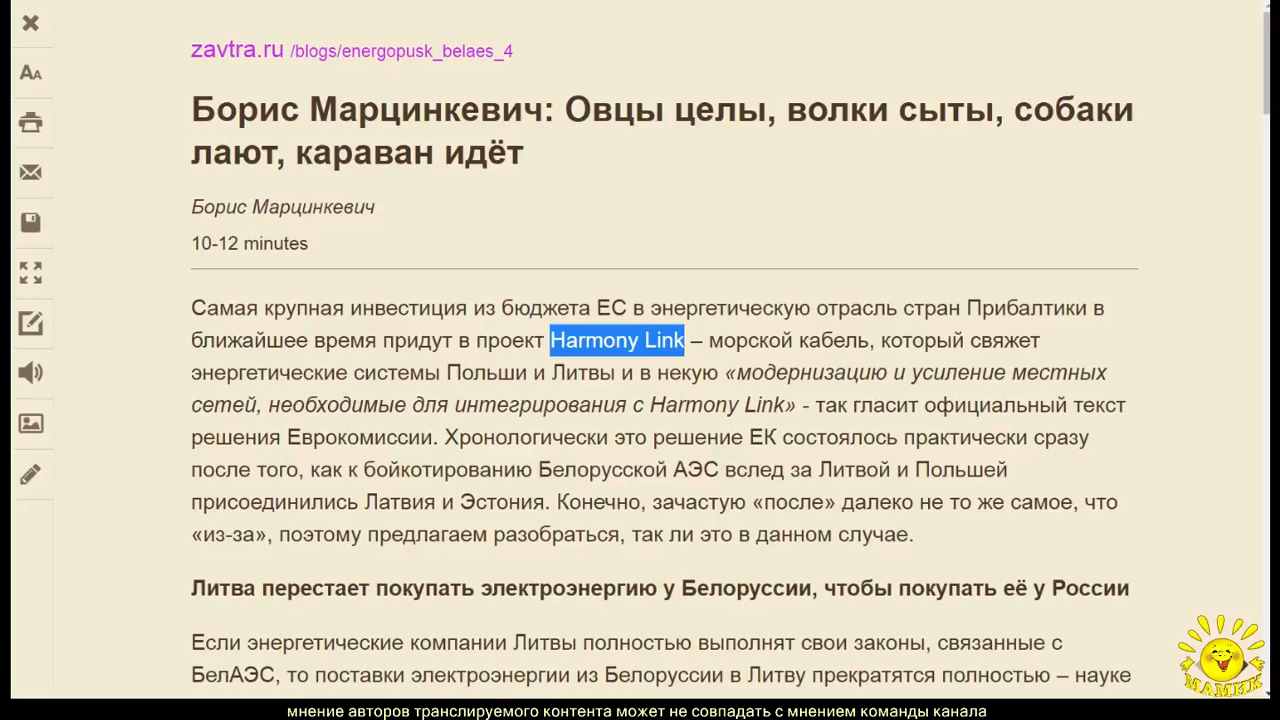 zavtra.ru /blogs/energopusk_belaes_4
Борис Марцинкевич: Овцы целы, волки сыты, собаки
лают, караван идёт
Борис Марцинкевич
10-12 minutes
Самая крупная инвестиция из бюджета ЕС в энергетическую отрасль стран Прибалтики в
ближайшее время придут в проект Harmony Link – морской кабель, который свяжет
энергетические системы Польши и Литвы и в некую «модернизацию и усиление местных
сетей, необходимые для интегрирования с Harmony Link» - так гласит официальный текст
решения Еврокомиссии. Хронологически это решение ЕК состоялось практически сразу
после того, как к бойкотированию Белорусской АЭС вслед за Литвой и Польшей
присоединились Латвия и Эстония. Конечно, зачастую «после» далеко не то же самое, что
«из-за», поэтому предлагаем разобраться, так ли это в данном случае.
Литва перестает покупать электроэнергию у Белоруссии, чтобы покупать её у России
Если энергетические компании Литвы полностью выполнят свои законы, связанные с
БелАЭС, то поставки электроэнергии из Белоруссии в Литву прекратятся полностью – науке
МАМИК
мнение авторов транслируемого контента может не совпадать с мнением команды канала